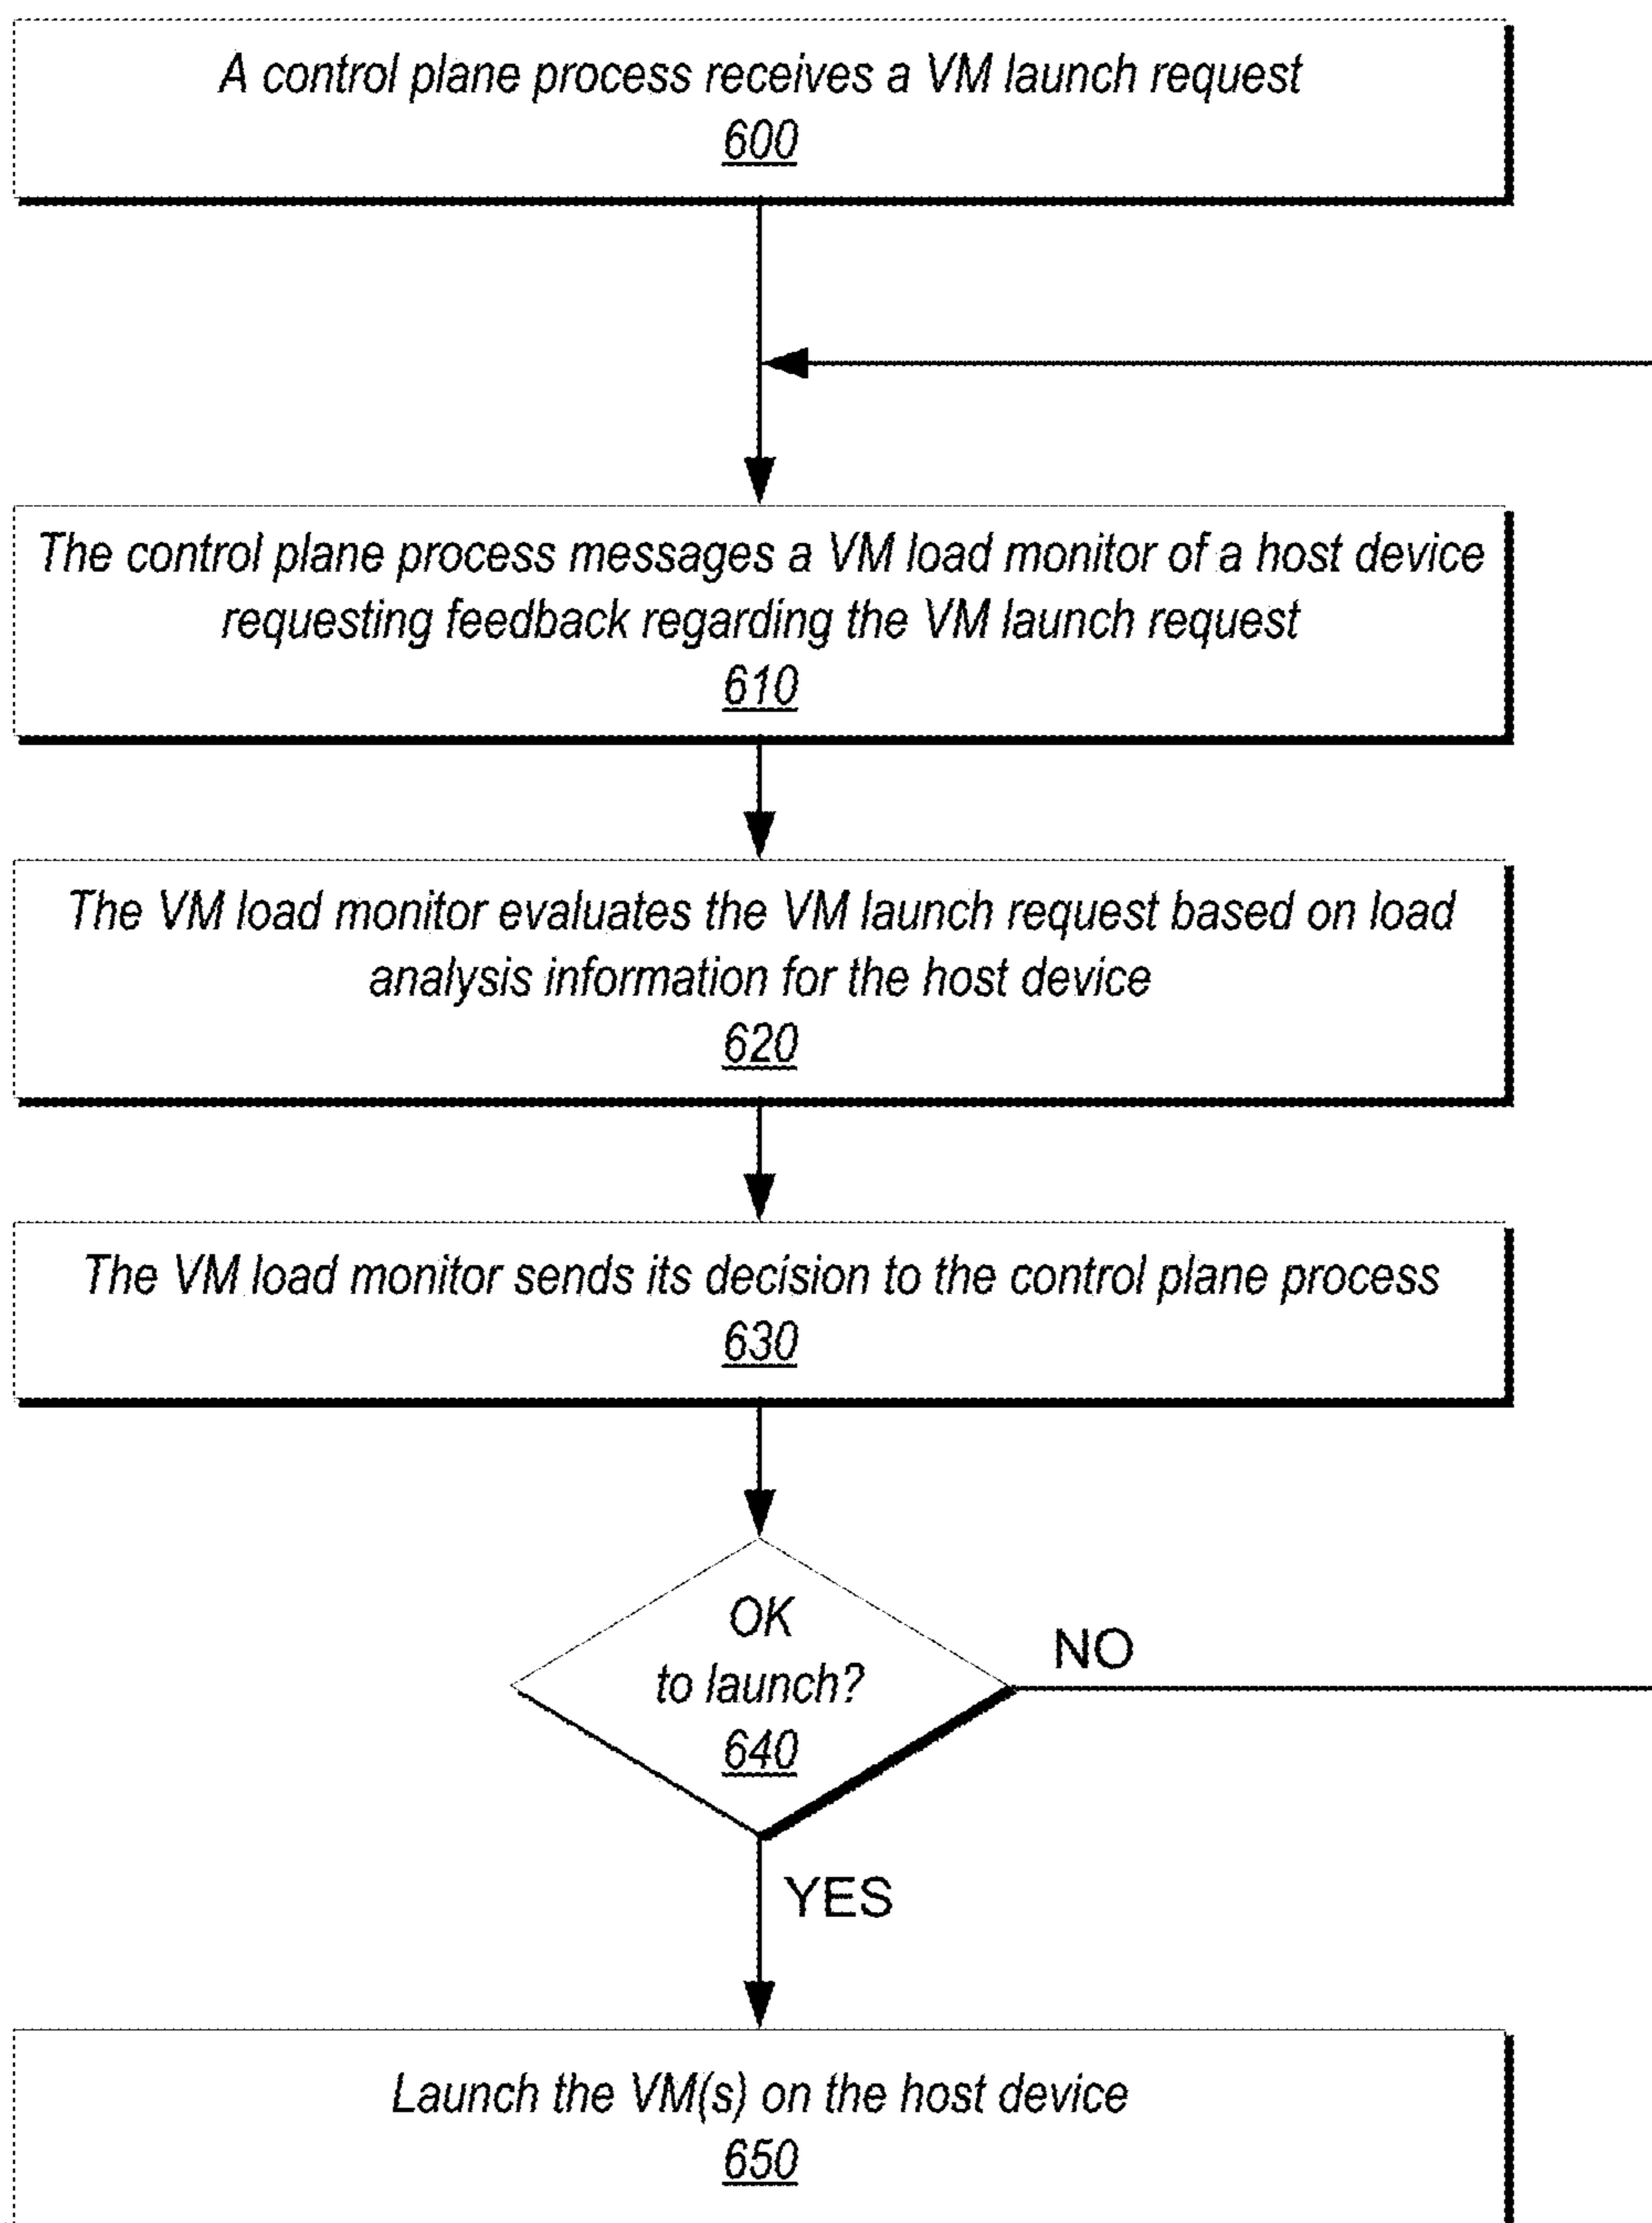 A control plane process receives a VM launch request
600
The control plane process messages a VM load monitor of a host device
requesting feedback regarding the VM launch request
610
The VM load monitor evaluates the VM launch request based on load
analysis information for the host device
620
The VM load monitor sends its decision to the control plane process
630
OK
to launch?
640
NO
YES
Launch the VM(s) on the host device
650